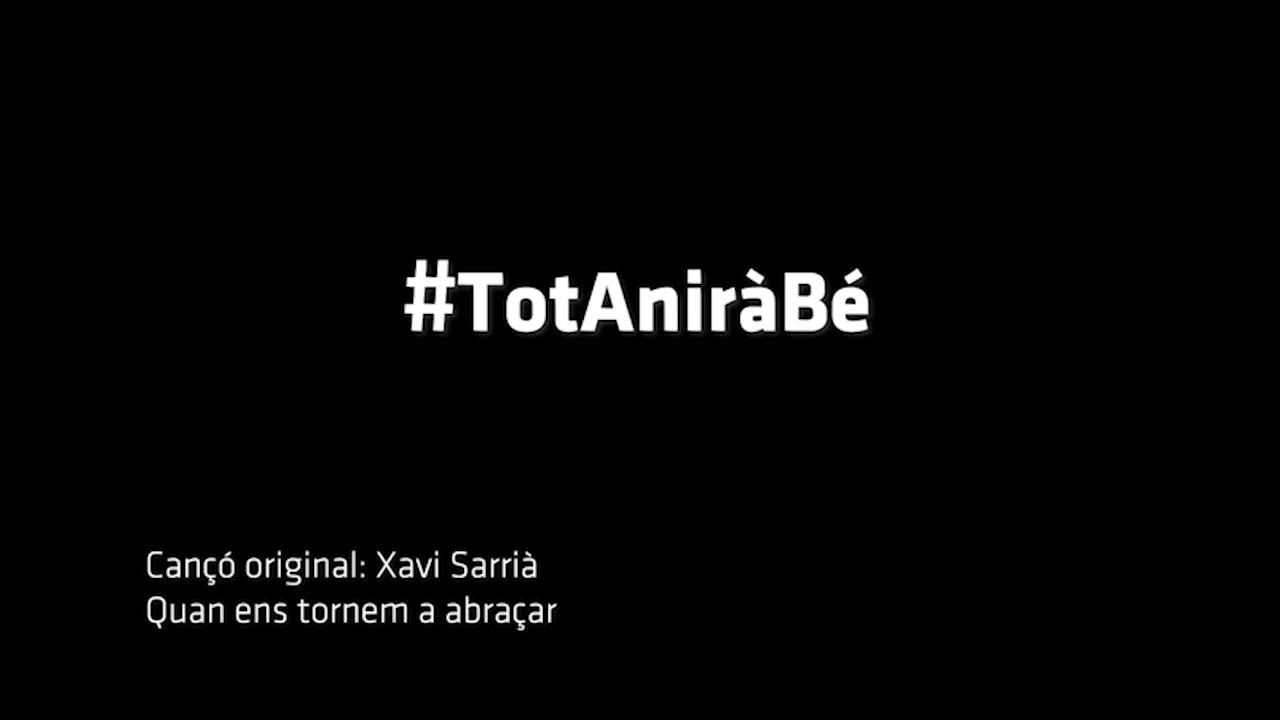 #TotAniràBé
Cançó original: Xavi Sarrià
Quan ens tornem a abraçar